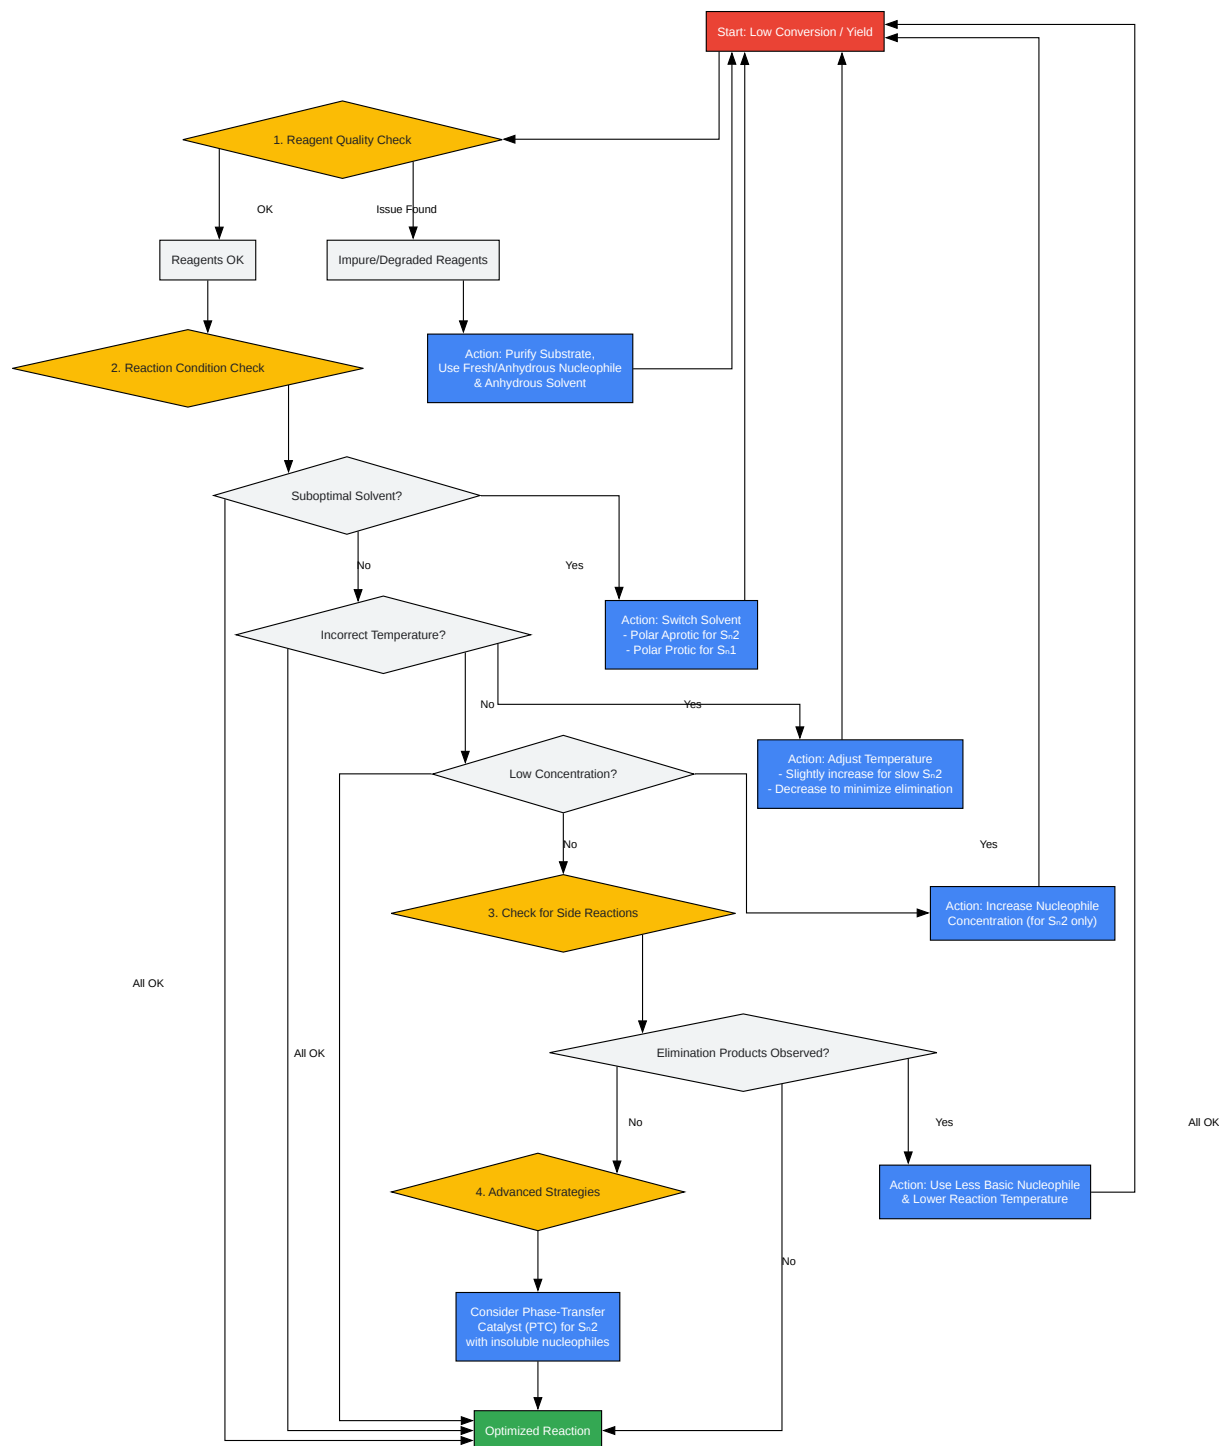 Start: Low Conversion / Yield
1. Reagent Quality Check
OK
Issue Found
Reagents OK
Impure/Degraded Reagents
Action: Purify Substrate,
Use Fresh/Anhydrous Nucleophile
& Anhydrous Solvent
2. Reaction Condition Check
Suboptimal Solvent?
No
Yes
Action: Switch Solvent
- Polar Aprotic for Sₙ2
- Polar Protic for Sₙ1
Incorrect Temperature?
No
Yes
Action: Adjust Temperature
- Slightly increase for slow Sₙ2
- Decrease to minimize elimination
Low Concentration?
No
Yes
Action: Increase Nucleophile
Concentration (for Sₙ2 only)
3. Check for Side Reactions
All OK
All OK
Elimination Products Observed?
No
Yes
All OK
4. Advanced Strategies
Action: Use Less Basic Nucleophile
& Lower Reaction Temperature
No
Consider Phase-Transfer
Catalyst (PTC) for Sₙ2
with insoluble nucleophiles
Optimized Reaction